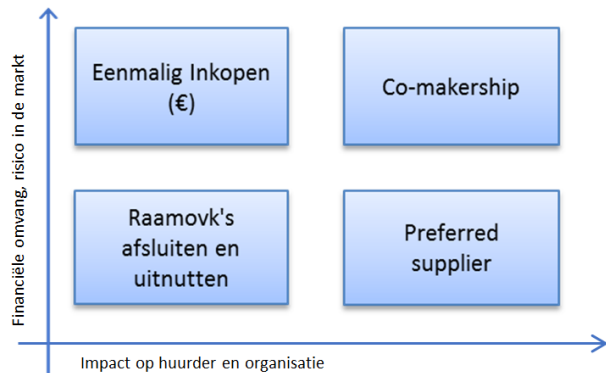 Financiële omvang, risico in de markt
Eenmalig Inkopen
(€)
Co-makership
Raamovk's
afsluiten en
uitnutten
Preferred
supplier
Impact op huurder en organisatie